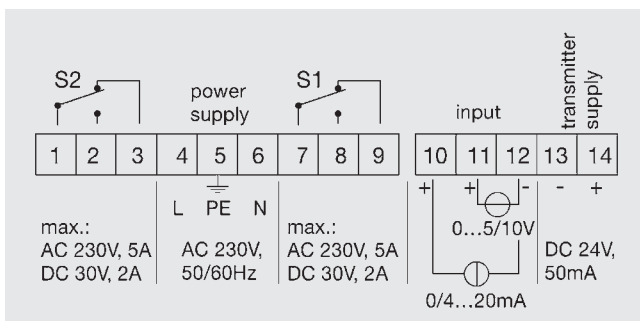 S2
power
supply
S1
input
transmitter
supply
1 2 3 4 5 6 7 8 9 10 11 12 13 14
+ + - - +
L PE N
0...5/10V
max.:
AC 230V, 5A
DC 30V, 2A
AC 230V,
50/60Hz
max.:
AC 230V, 5A
DC 30V, 2A
DC 24V,
50mA
0/4...20mA